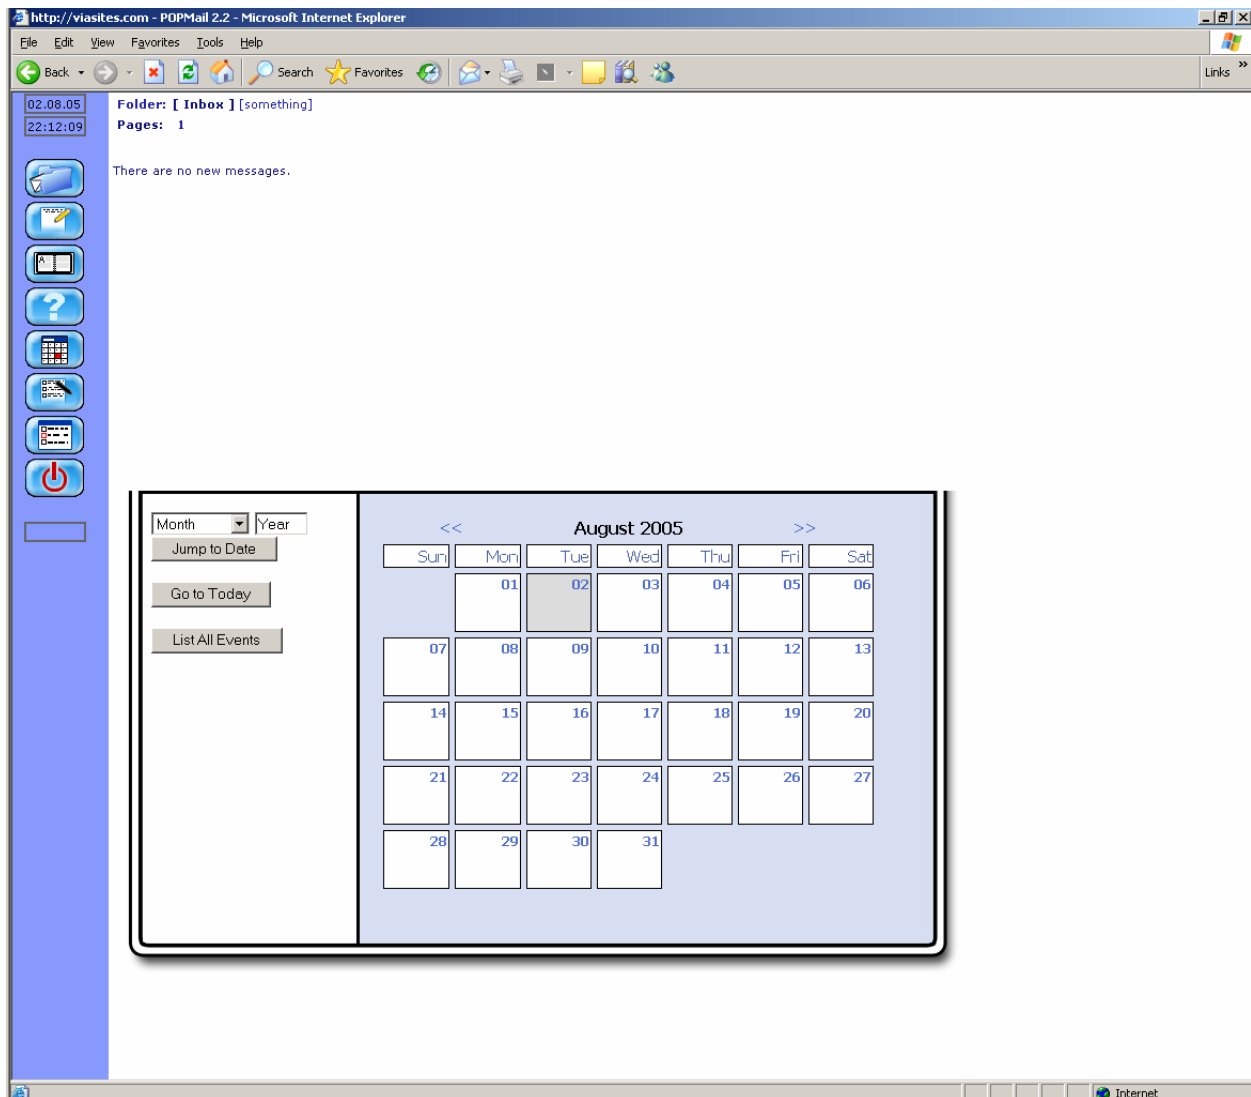 http://viasites.com - POPMail 2.2 - Microsoft Internet Explorer
File Edit View Favorites Tools Help
Back Search Favorites Links »
02.08.05
22:12:09
Folder: [ Inbox ] [something]
Pages: 1
There are no new messages.
Month Year
Jump to Date
Go to Today
List All Events
<< August 2005 >>
Sun Mon Tue Wed Thu Fri Sat
01 02 03 04 05 06
07 08 09 10 11 12 13
14 15 16 17 18 19 20
21 22 23 24 25 26 27
28 29 30 31
Internet